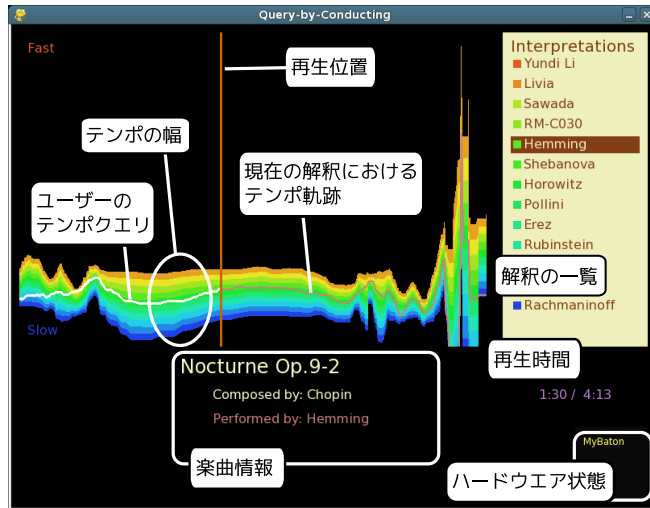 Query-by-Conducting
Fast
再生位置
テンポの幅
ユーザーの
テンポクエリ
現在の解釈における
テンポ軌跡
Slow
Interpretations
Yundi Li
Livia
Sawada
RM-C030
Hemming
Shebanova
Horowitz
Pollini
Erez
Rubinstein
解釈の一覧
Rachmaninoff
再生時間
1:30 / 4:13
Nocturne Op.9-2
Composed by: Chopin
Performed by: Hemming
楽曲情報
MyBaton
ハードウエア状態